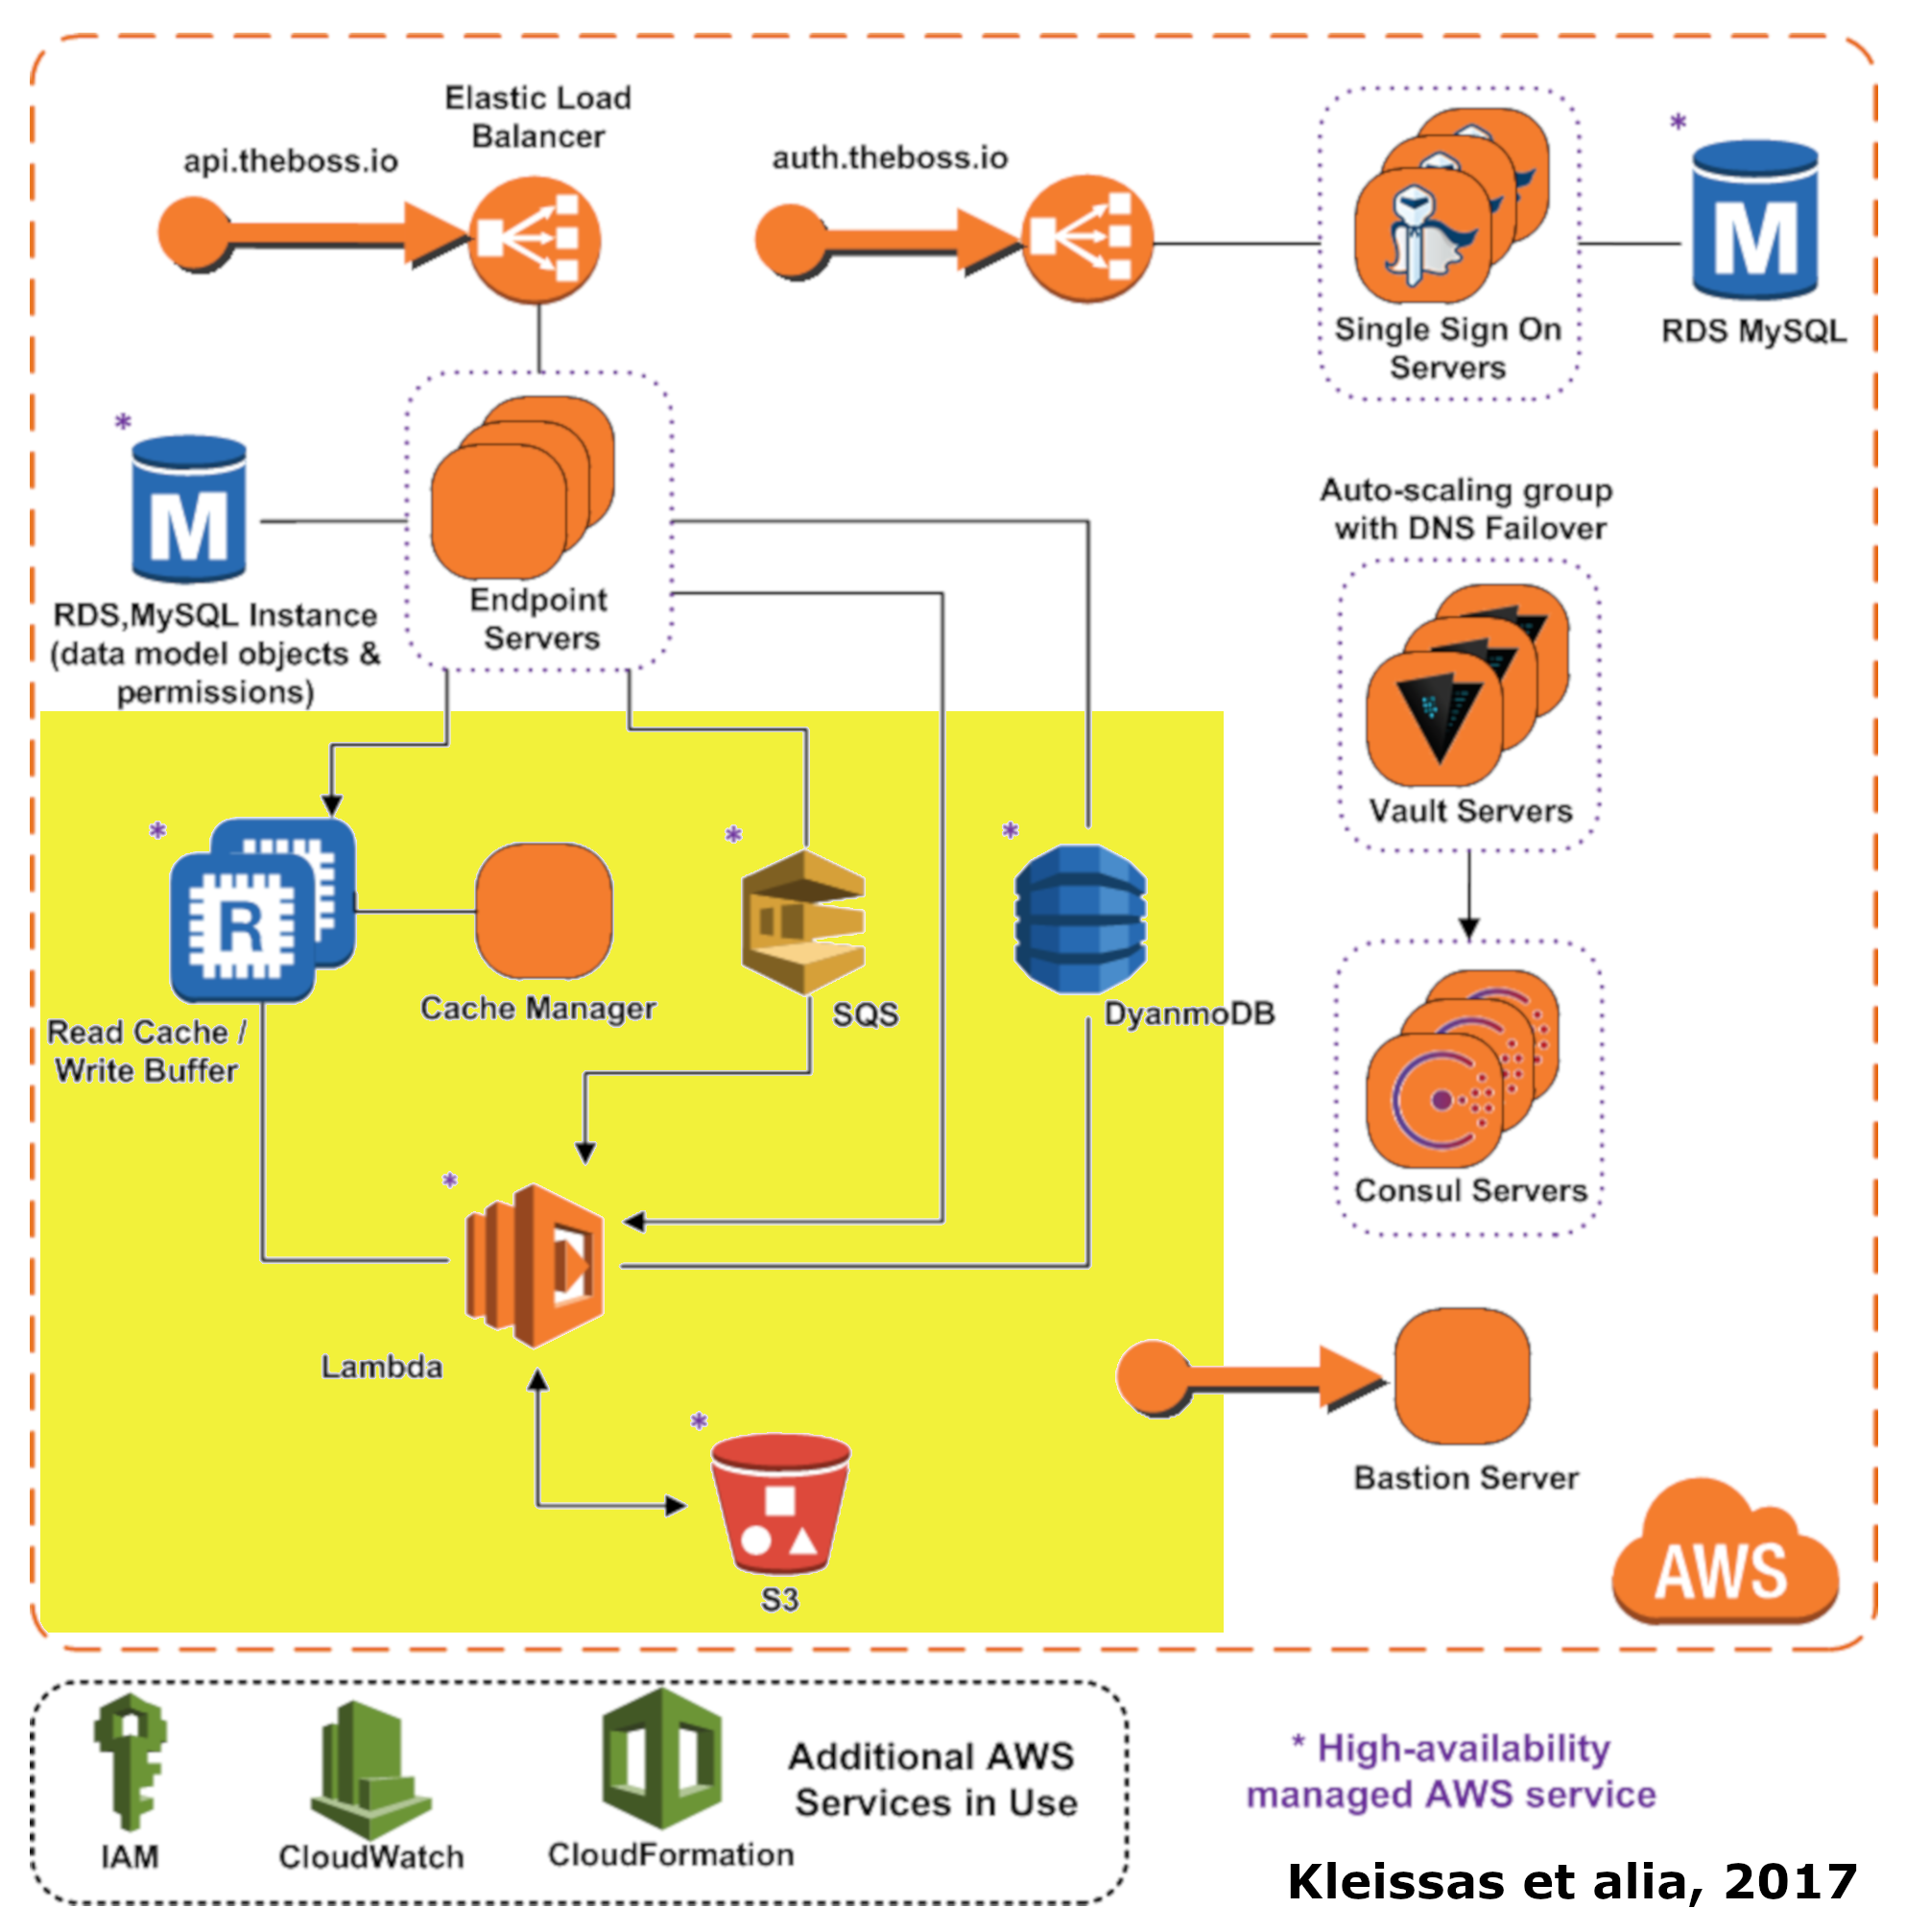 Elastic Load
Balancer
api.theboss.io
auth.theboss.io
*
M
Single Sign On
Servers
RDS MySQL
*
M
RDS,MySQL Instance
(data model objects &
permissions)
Endpoint
Servers
Auto-scaling group
with DNS Failover
Vault Servers
*
R
Read Cache /
Write Buffer
Cache Manager
*
SQS
*
DyanmoDB
Consul Servers
*
Lambda
*
S3
Bastion Server
AWS
IAM
CloudWatch
CloudFormation
Additional AWS
Services in Use
* High-availability
managed AWS service
Kleissas et alia, 2017